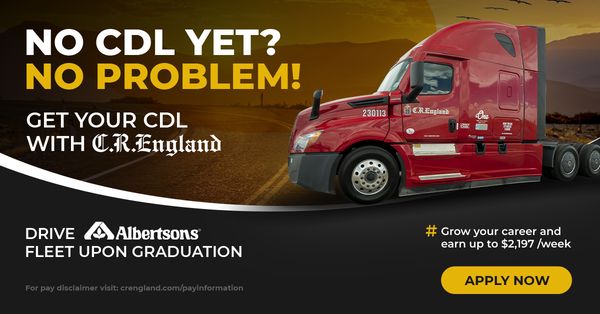 NO CDL YET?
NO PROBLEM!
GET YOUR CDL
WITH C.R.England
230113
C.R.England
DRIVE Albertsons
FLEET UPON GRADUATION
# Grow your career and
earn up to $2,197 /week
APPLY NOW
For pay disclaimer visit: crengland.com/payinformation